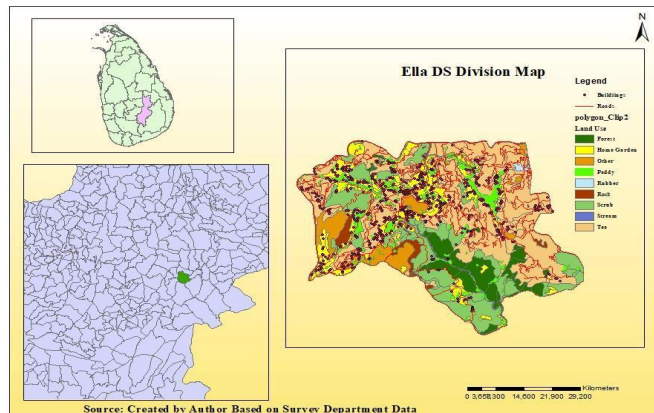 N
Ella DS Division Map
Legend
Buildings
Roads
polygon_Clip2
Land Use
Forest
Home Garden
Other
Paddy
Rubber
Rock
Scrub
Stream
Tea
Kilometers
0 3,650 7,300 14,600 21,900 29,200
Source: Created by Author Based on Survey Department Data